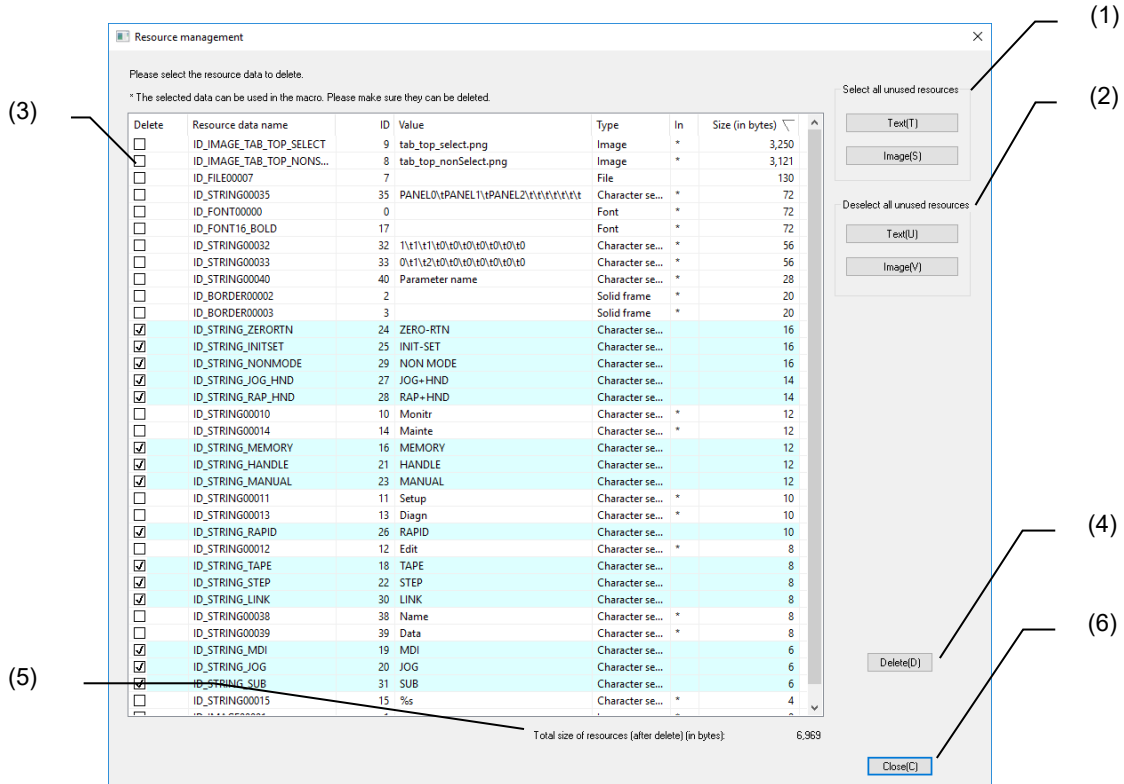 (1)
Resource management
Please select the resource data to delete.
* The selected data can be used in the macro. Please make sure they can be deleted.
Select all unused resources
(2)
(3)
Delete Resource data name ID Value Type In Size (in bytes)
Text(T)
ID_IMAGE_TAB_TOP_SELECT 9 tab_top_select.png Image * 3,250
Image(S)
ID_IMAGE_TAB_TOP_NONS... 8 tab_top_nonSelect.png Image * 3,121
ID_FILE00007 7 File 130
ID_STRING00035 35 PANEL0\tPANEL1\tPANEL2\t\t\t\t\t\t\t Character se... * 72
Deselect all unused resources
ID_FONT00000 0 Font * 72
ID_FONT16_BOLD 17 Font * 72
Text(U)
ID_STRING00032 32 1\t1\t1\t0\t0\t0\t0\t0\t0\t0 Character se... * 56
ID_STRING00033 33 0\t1\t2\t0\t0\t0\t0\t0\t0\t0 Character se... * 56
Image(V)
ID_STRING00040 40 Parameter name Character se... * 28
ID_BORDER00002 2 Solid frame * 20
ID_BORDER00003 3 Solid frame * 20
ID_STRING_ZERORTN 24 ZERO-RTN Character se... 16
ID_STRING_INITSET 25 INIT-SET Character se... 16
ID_STRING_NONMODE 29 NON MODE Character se... 16
ID_STRING_JOG_HND 27 JOG+HND Character se... 14
ID_STRING_RAP_HND 28 RAP+HND Character se... 14
ID_STRING00010 10 Monitr Character se... * 12
ID_STRING00014 14 Mainte Character se... * 12
ID_STRING_MEMORY 16 MEMORY Character se... 12
ID_STRING_HANDLE 21 HANDLE Character se... 12
ID_STRING_MANUAL 23 MANUAL Character se... 12
ID_STRING00011 11 Setup Character se... * 10
ID_STRING00013 13 Diagn Character se... * 10
(4)
ID_STRING_RAPID 26 RAPID Character se... 10
ID_STRING00012 12 Edit Character se... * 8
ID_STRING_TAPE 18 TAPE Character se... 8
ID_STRING_STEP 22 STEP Character se... 8
ID_STRING_LINK 30 LINK Character se... 8
ID_STRING00038 38 Name Character se... * 8
(6)
ID_STRING00039 39 Data Character se... * 8
ID_STRING_MDI 19 MDI Character se... 6
Delete(D)
ID_STRING_JOG 20 JOG Character se... 6
(5)
ID_STRING_SUB 31 SUB Character se... 6
ID_STRING00015 15 %s Character se... * 4
Total size of resources (after delete) (in bytes): 6,969
Close(C)